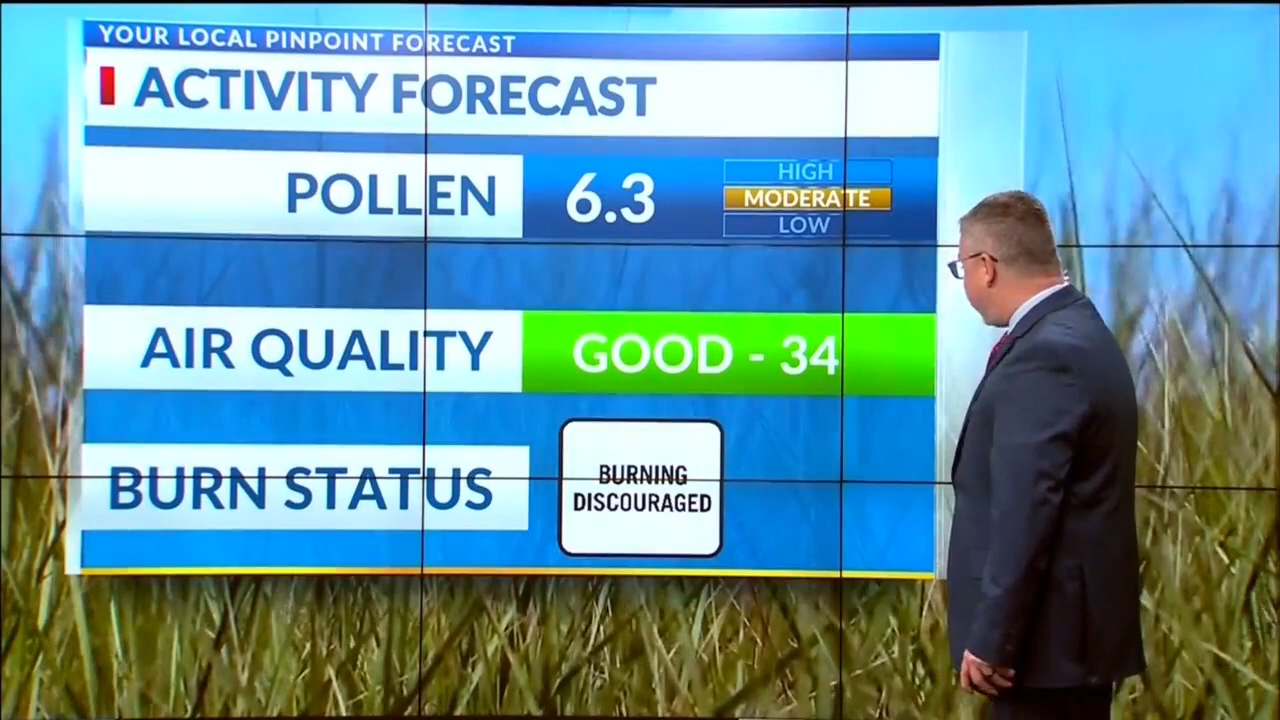 YOUR LOCAL PINPOINT FORECAST
ACTIVITY FORECAST
POLLEN
6.3
HIGH
MODERATE
LOW
AIR QUALITY
GOOD - 34
BURN STATUS
BURNING
DISCOURAGED